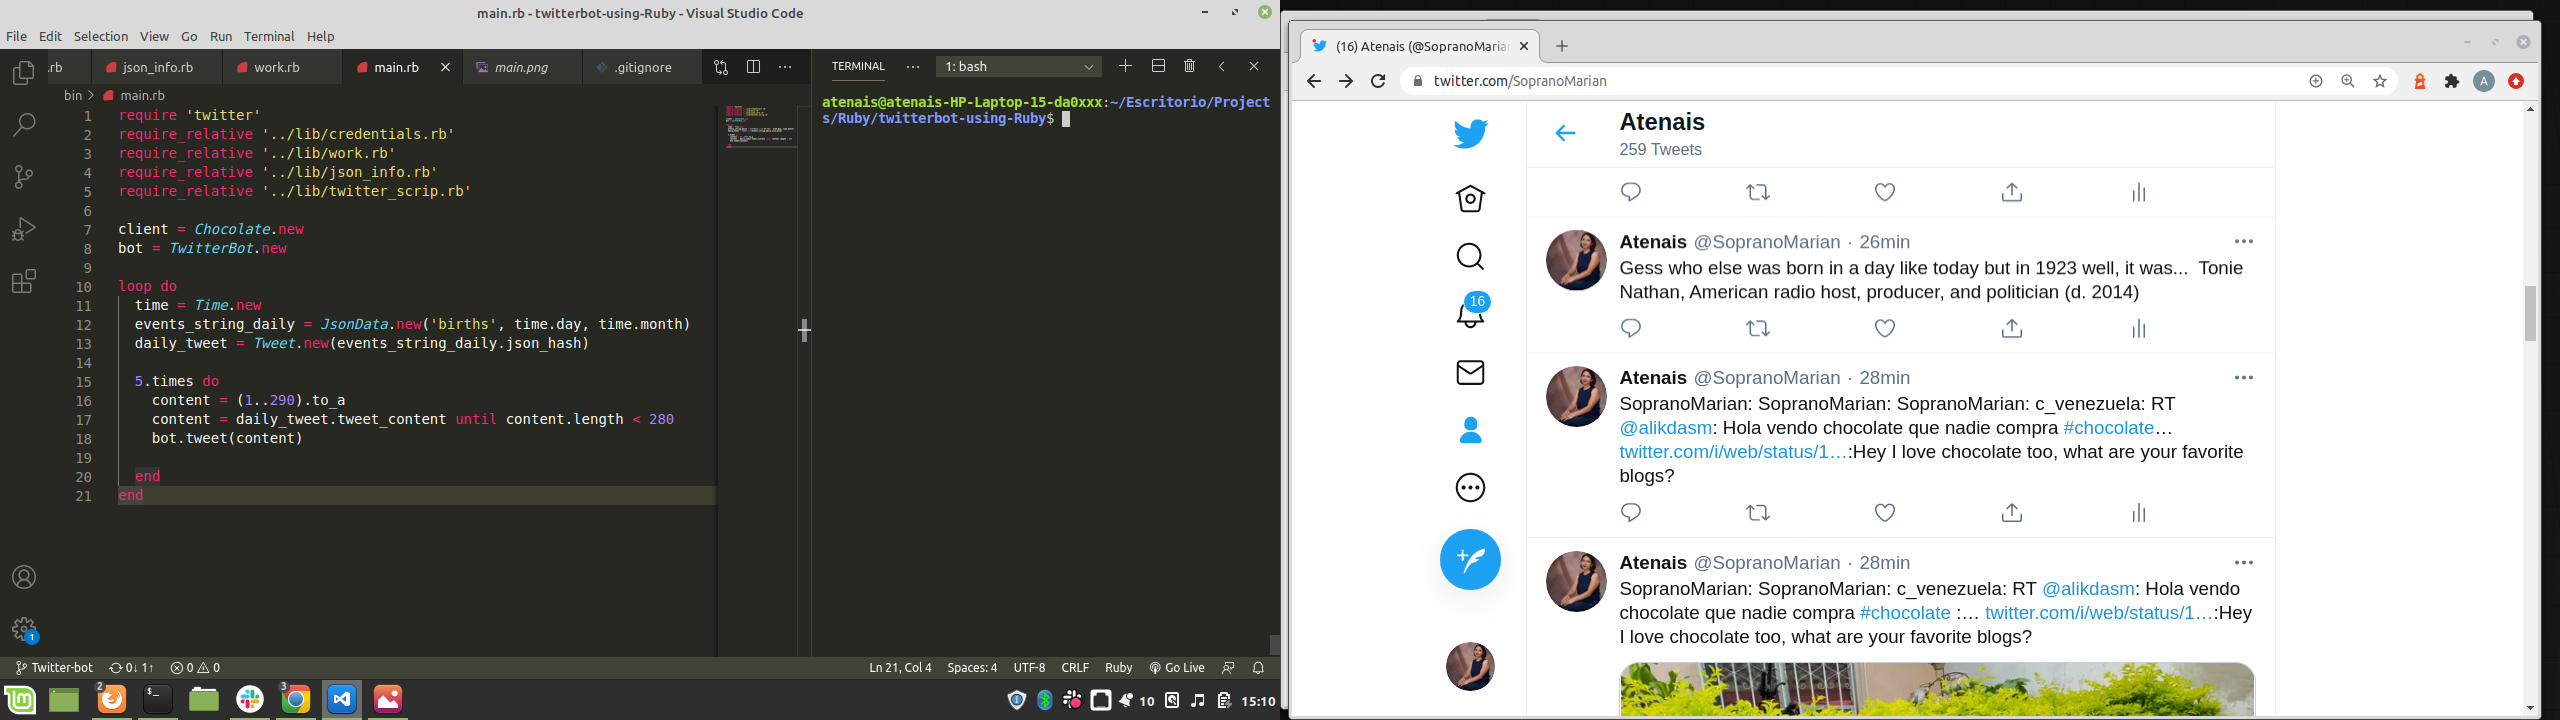 main.rb - twitterbot-using-Ruby - Visual Studio Code
File Edit Selection View Go Run Terminal Help
.rb json_info.rb work.rb main.rb main.png .gitignore
bin > main.rb
1 require 'twitter'
2 require_relative '../lib/credentials.rb'
3 require_relative '../lib/work.rb'
4 require_relative '../lib/json_info.rb'
5 require_relative '../lib/twitter_scrip.rb'
6
7 client = Chocolate.new
8 bot = TwitterBot.new
9
10 loop do
11 time = Time.new
12 events_string_daily = JsonData.new('births', time.day, time.month)
13 daily_tweet = Tweet.new(events_string_daily.json_hash)
14
15 5.times do
16 content = (1..290).to_a
17 content = daily_tweet.tweet_content until content.length < 280
18 bot.tweet(content)
19
20 end
21 end
TERMINAL ··· 1: bash
atenais@atenais-HP-Laptop-15-da0xxx:~/Escritorio/Project
s/Ruby/twitterbot-using-Ruby$
1
Twitter-bot 0↓ 1↑ 0 0 Ln 21, Col 4 Spaces: 4 UTF-8 CRLF Ruby Go Live
2 3 10 15:10
(16) Atenais (@SopranoMaria
twitter.com/SopranoMarian
A
Atenais
259 Tweets
16
Atenais @SopranoMarian · 26min
Gess who else was born in a day like today but in 1923 well, it was... Tonie
Nathan, American radio host, producer, and politician (d. 2014)
Atenais @SopranoMarian · 28min
SopranoMarian: SopranoMarian: SopranoMarian: c_venezuela: RT
@alikdasm: Hola vendo chocolate que nadie compra #chocolate…
twitter.com/i/web/status/1…:Hey I love chocolate too, what are your favorite
blogs?
Atenais @SopranoMarian · 28min
SopranoMarian: SopranoMarian: c_venezuela: RT @alikdasm: Hola vendo
chocolate que nadie compra #chocolate :… twitter.com/i/web/status/1…:Hey
I love chocolate too, what are your favorite blogs?